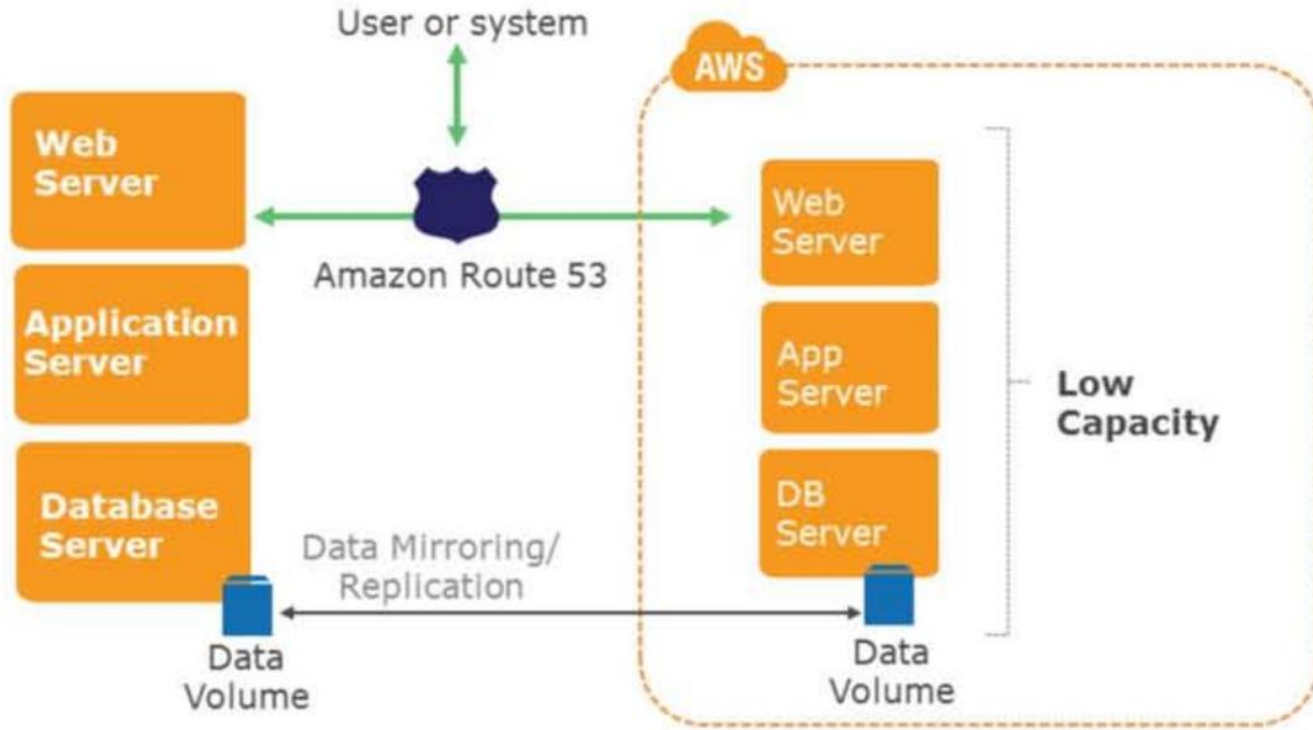 User or system
AWS
Web
Server
Amazon Route 53
Web
Server
Application
Server
App
Server
Low
Capacity
Database
Server
DB
Server
Data Mirroring/
Replication
Data
Volume
Data
Volume